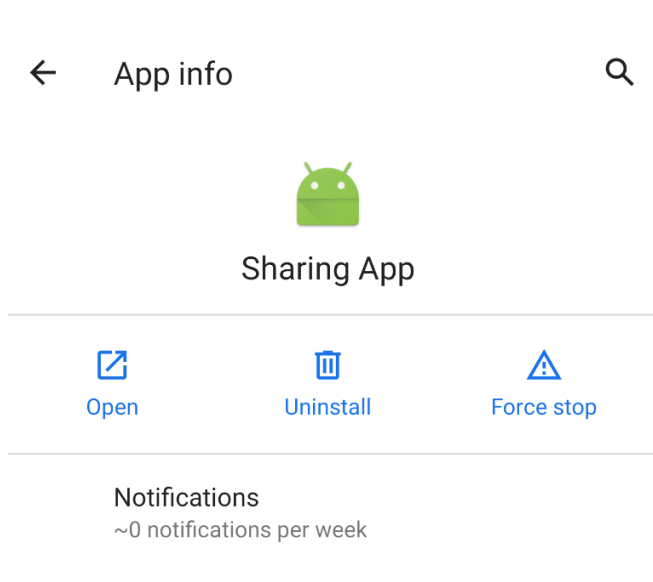 App info
Sharing App
Open Uninstall Force stop
Notifications
~0 notifications per week